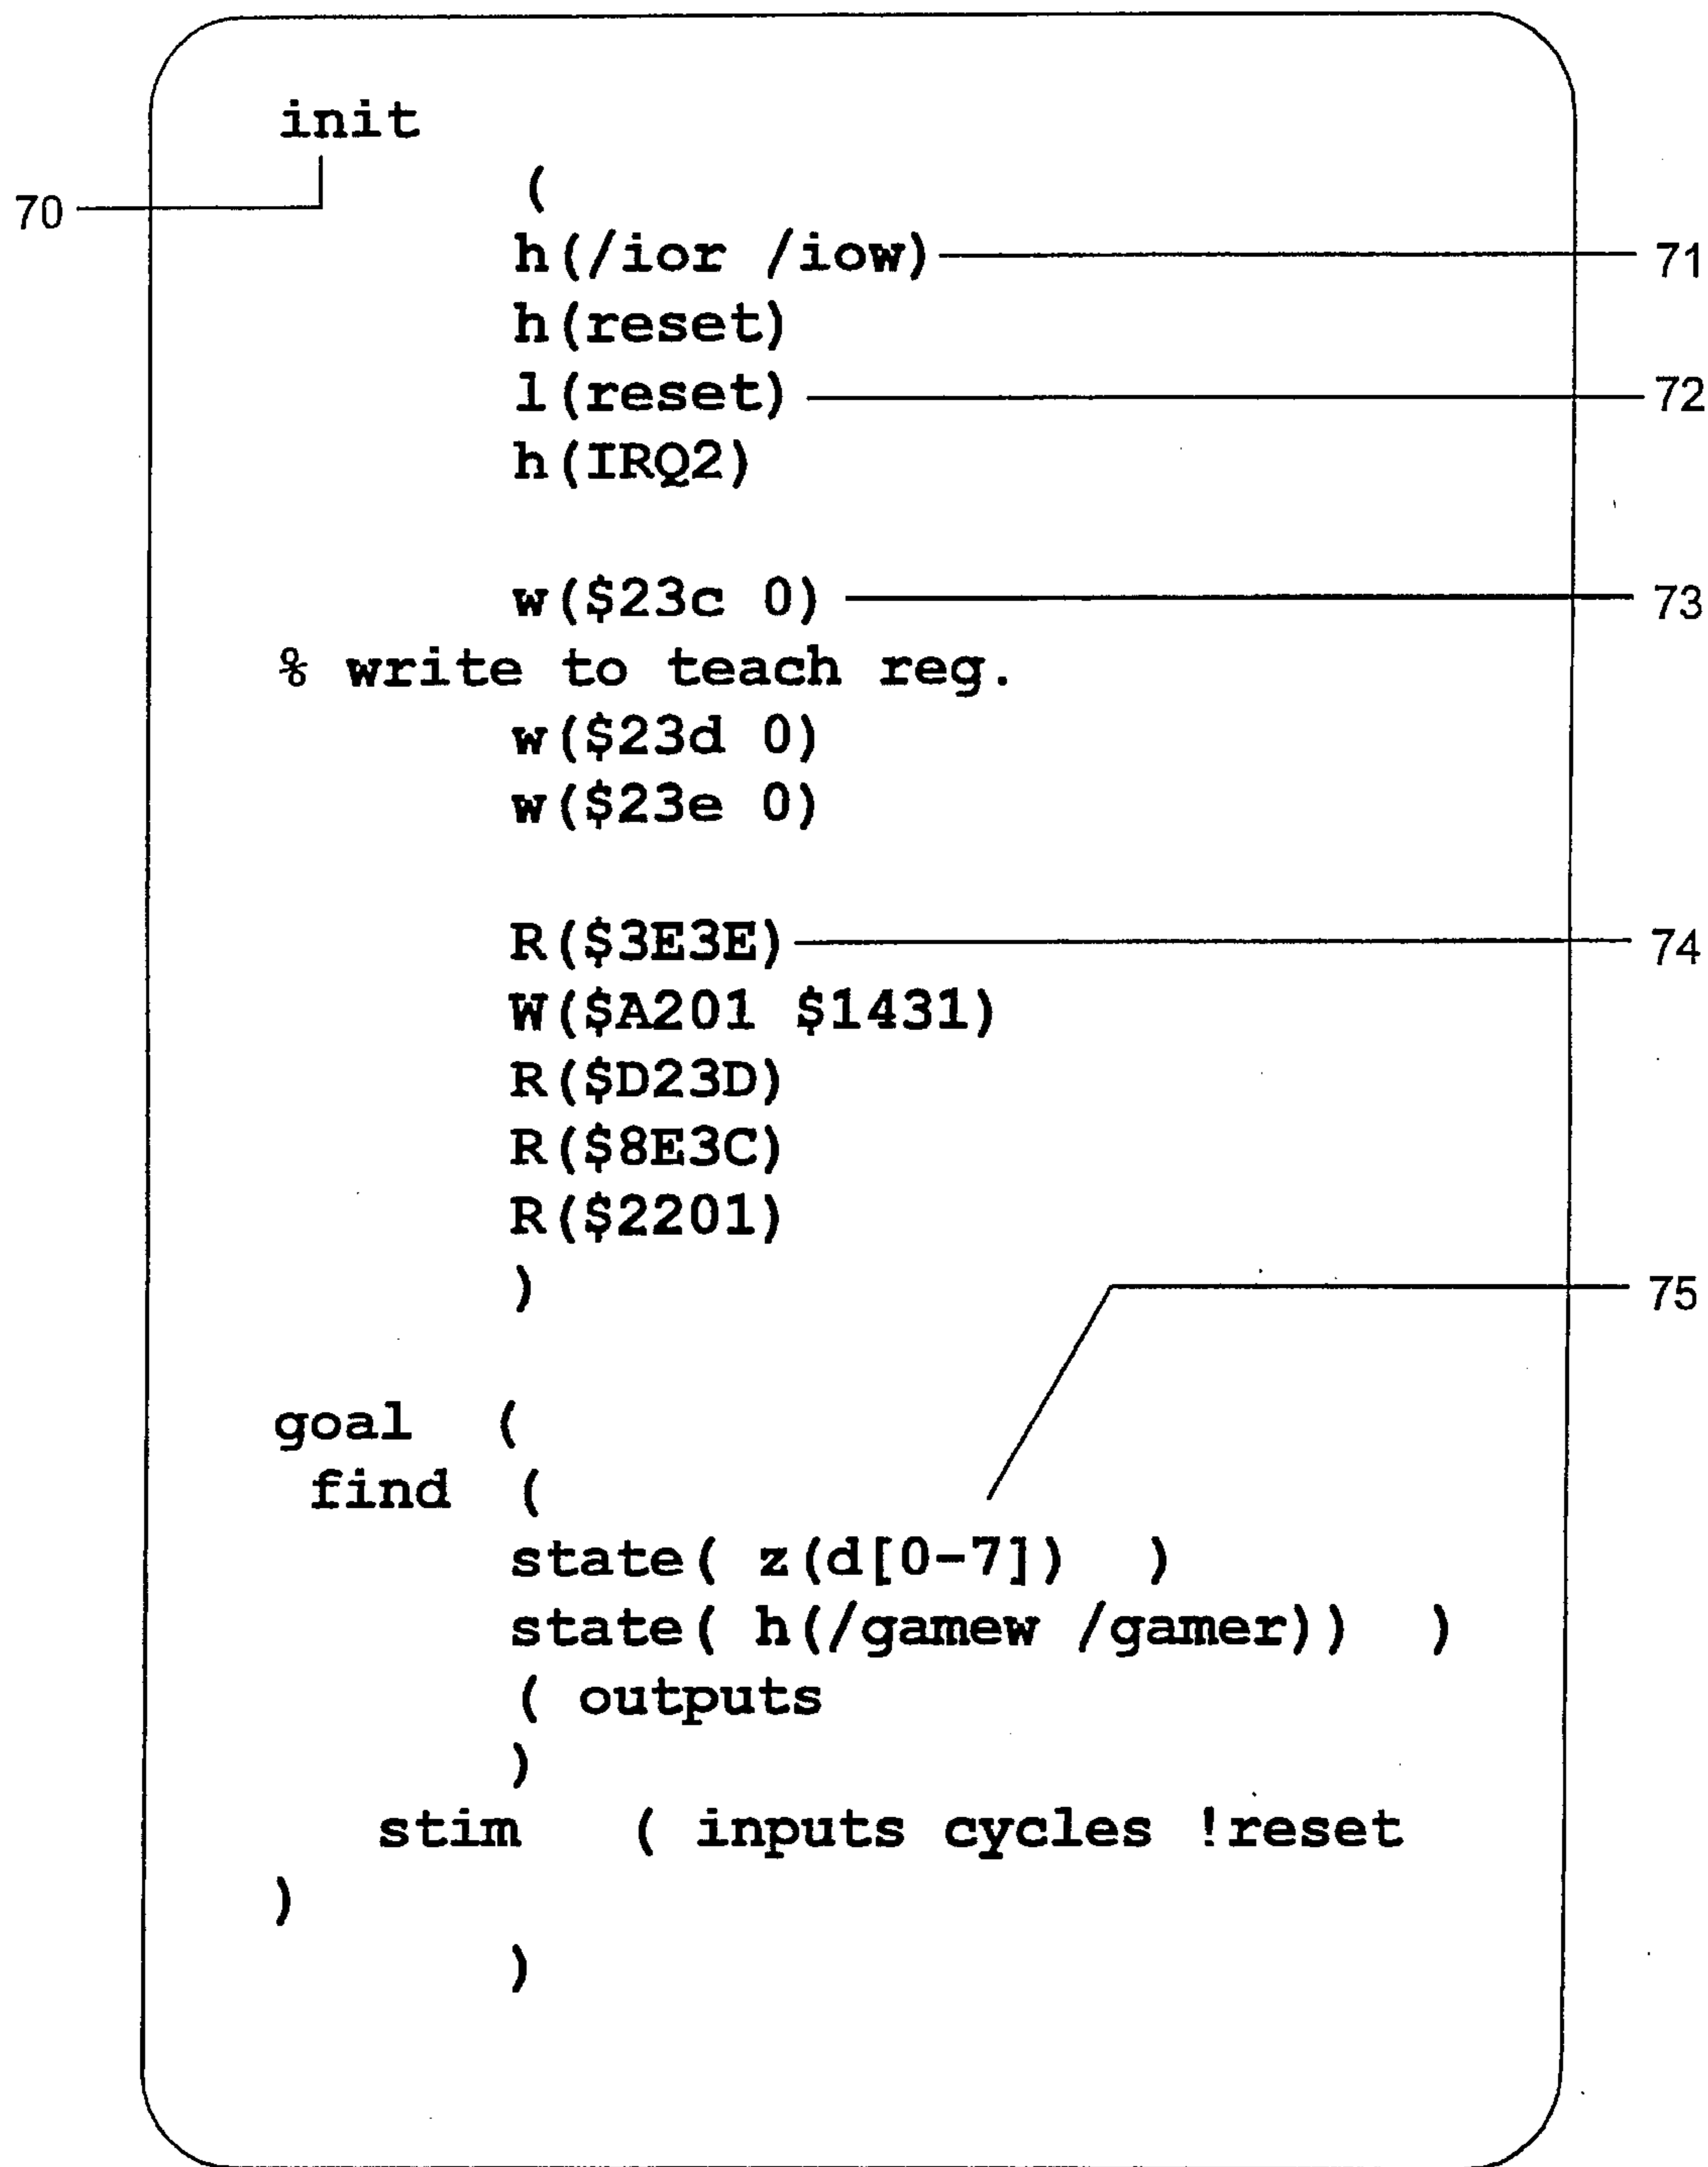 init
70
(
h(/ior /iow) 71
h(reset)
l(reset) 72
h(IRQ2)
w($23c 0) 73
% write to teach reg.
w($23d 0)
w($23e 0)
R($3E3E) 74
W($A201 $1431)
R($D23D)
R($8E3C)
R($2201)
)
75
goal (
find (
state( z(d[0-7]) )
state( h(/gamew /gamer)) )
( outputs
)
stim ( inputs cycles !reset
)
)